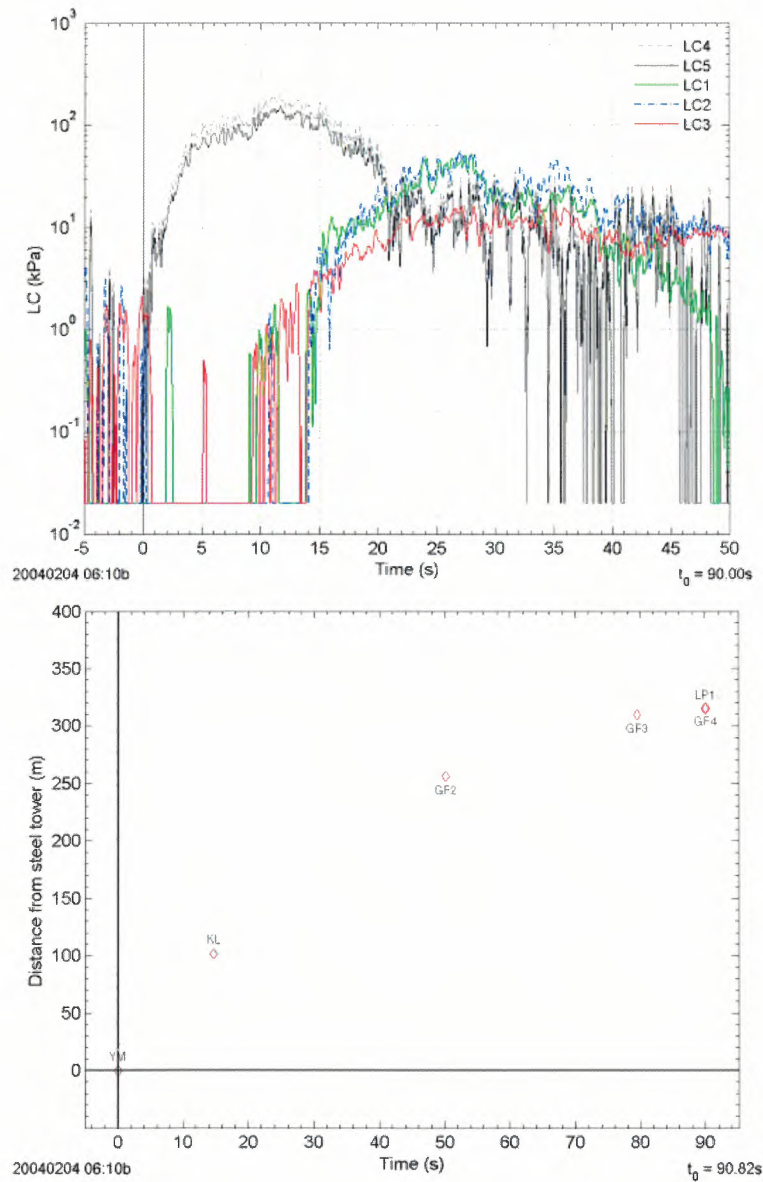 10³
10²
10¹
10⁰
10⁻¹
10⁻²
LC (kPa)
LC4
LC5
LC1
LC2
LC3
-5 0 5 10 15 20 25 30 35 40 45 50
Time (s)
20040204 06:10b
t₀ = 90.00s
400
350
300
250
200
150
100
50
0
Distance from steel tower (m)
LP1
GF4
GF3
GF2
KL
YM
0 10 20 30 40 50 60 70 80 90
Time (s)
20040204 06:10b
t₀ = 90.82s